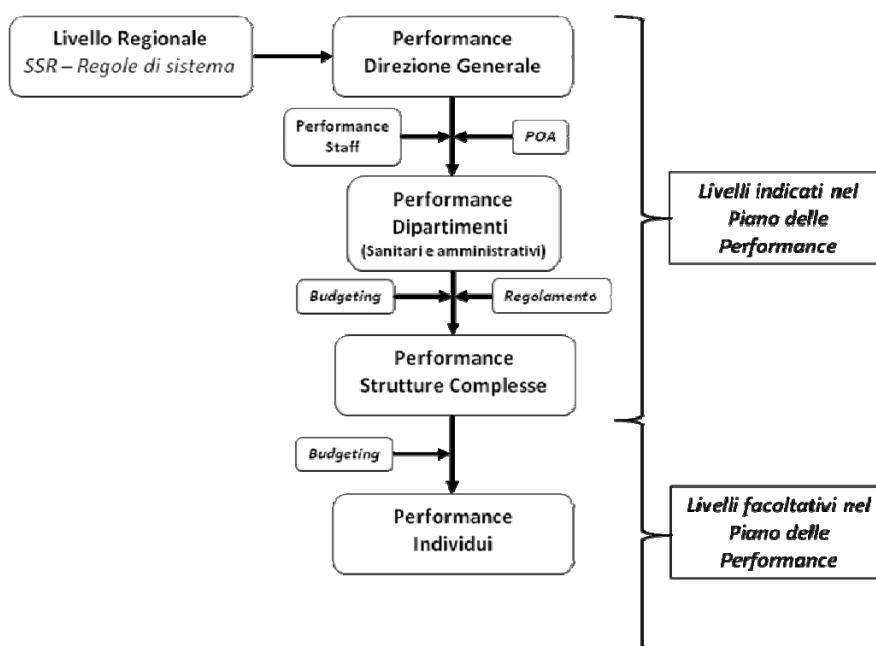 Livello Regionale
SSR – Regole di sistema
Performance
Direzione Generale
Performance
Staff
POA
Performance
Dipartimenti
(Sanitari e amministrativi)
Budgeting
Regolamento
Performance
Strutture Complesse
Budgeting
Performance
Individui
Livelli indicati nel
Piano delle
Performance
Livelli facoltativi nel
Piano delle
Performance